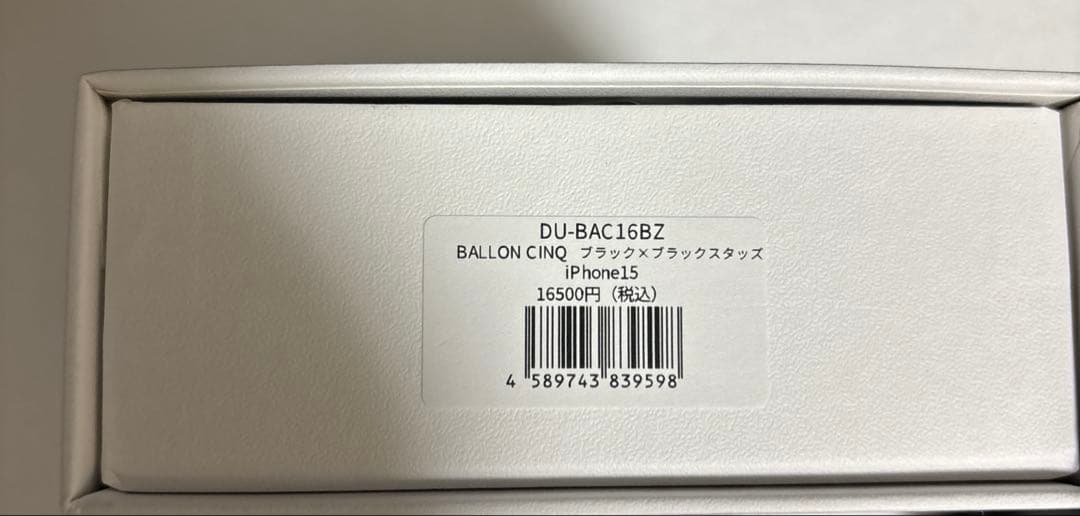 DU-BAC16BZ
BALLON CINQ ブラック×ブラックスタッズ
iPhone15
16500円（税込）
4 589743 839598